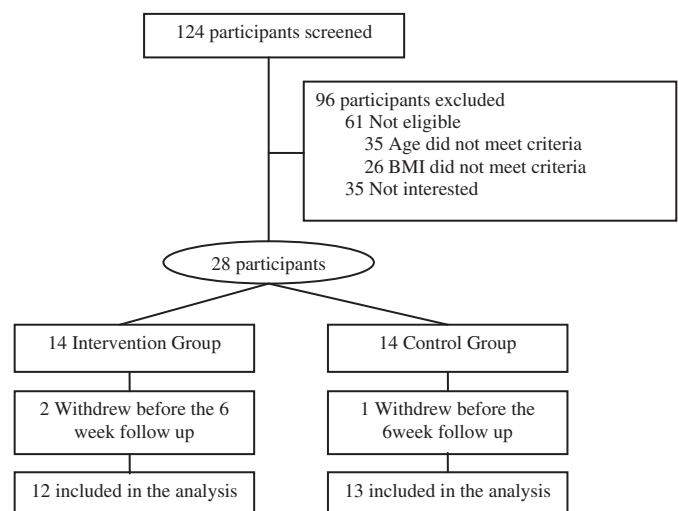 124 participants screened
96 participants excluded
61 Not eligible
35 Age did not meet criteria
26 BMI did not meet criteria
35 Not interested
28 participants
14 Intervention Group
14 Control Group
2 Withdrew before the 6
week follow up
1 Withdrew before the
6week follow up
12 included in the analysis
13 included in the analysis